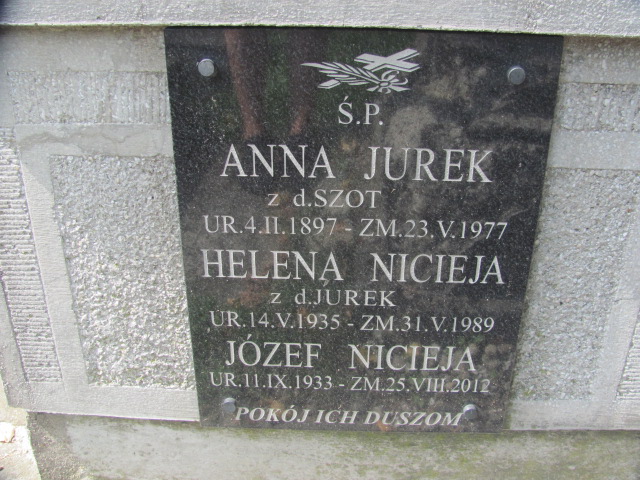 Ś.P.
ANNA JUREK
z d.SZOT
UR.4.II.1897 - ZM.23.V.1977
HELENA NICIEJA
z d.JUREK
UR.14.V.1935 - ZM.31.V.1989
JÓZEF NICIEJA
UR.11.IX.1933 - ZM.25.VIII.2012
POKÓJ ICH DUSZOM